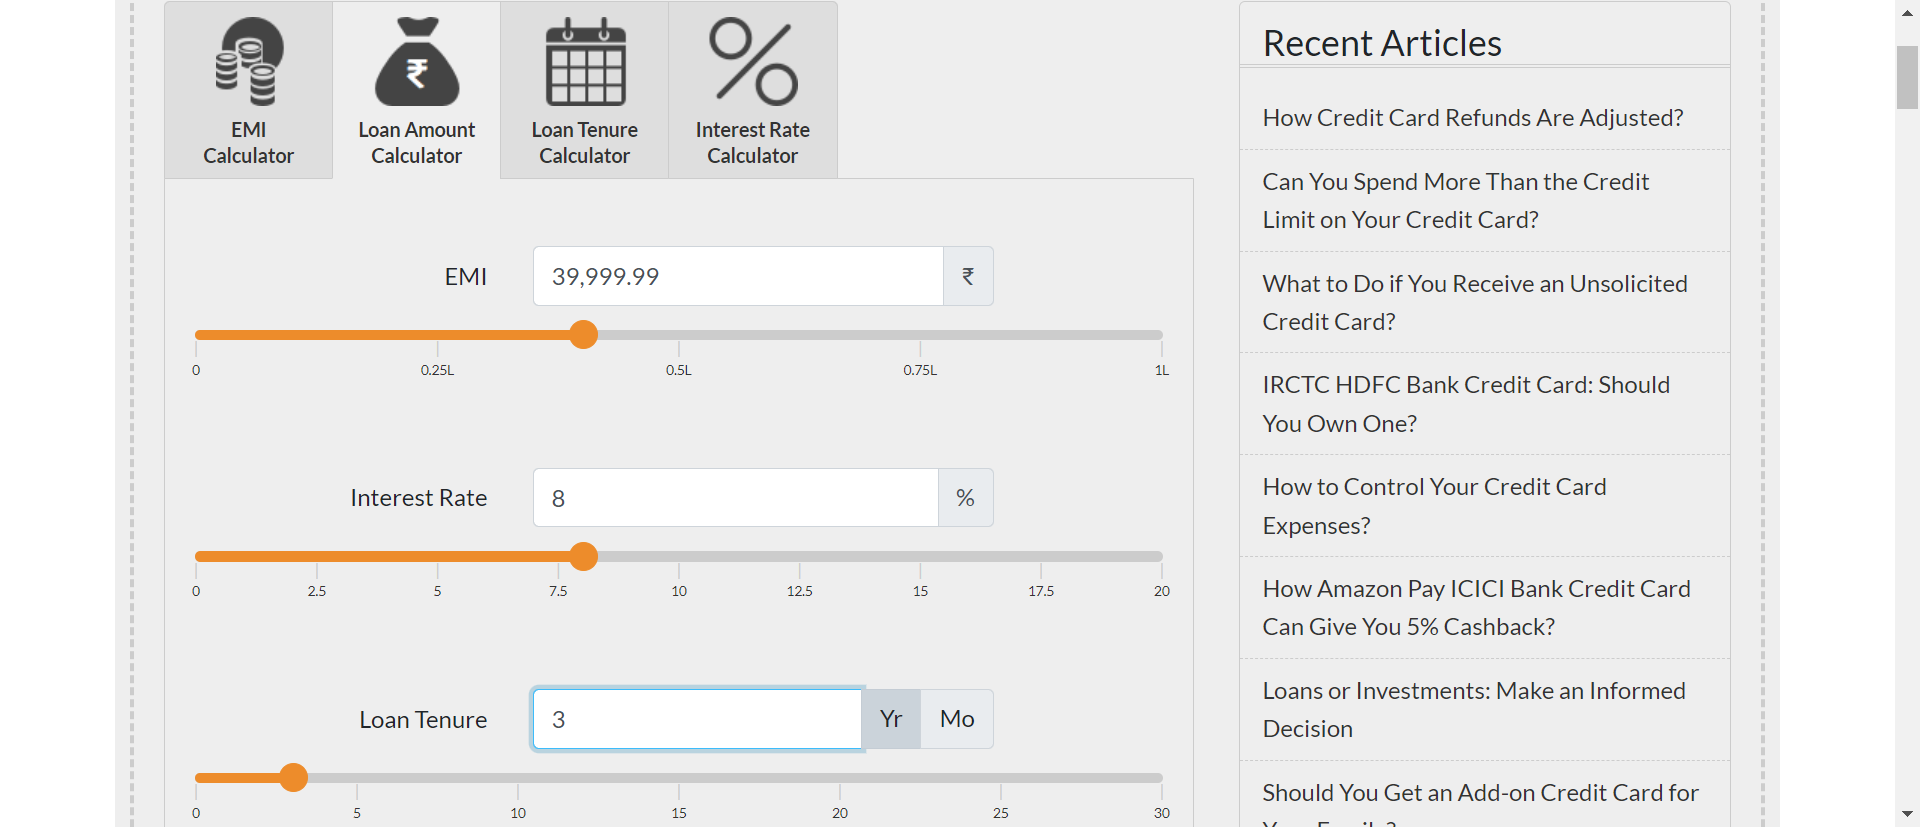 EMI
Calculator
Loan Amount
Calculator
Loan Tenure
Calculator
Interest Rate
Calculator
EMI
39,999.99
₹
0
0.25L
0.5L
0.75L
1L
Interest Rate
8
%
0
2.5
5
7.5
10
12.5
15
17.5
20
Loan Tenure
3
Yr
Mo
0
5
10
15
20
25
30
Recent Articles
How Credit Card Refunds Are Adjusted?
Can You Spend More Than the Credit
Limit on Your Credit Card?
What to Do if You Receive an Unsolicited
Credit Card?
IRCTC HDFC Bank Credit Card: Should
You Own One?
How to Control Your Credit Card
Expenses?
How Amazon Pay ICICI Bank Credit Card
Can Give You 5% Cashback?
Loans or Investments: Make an Informed
Decision
Should You Get an Add-on Credit Card for